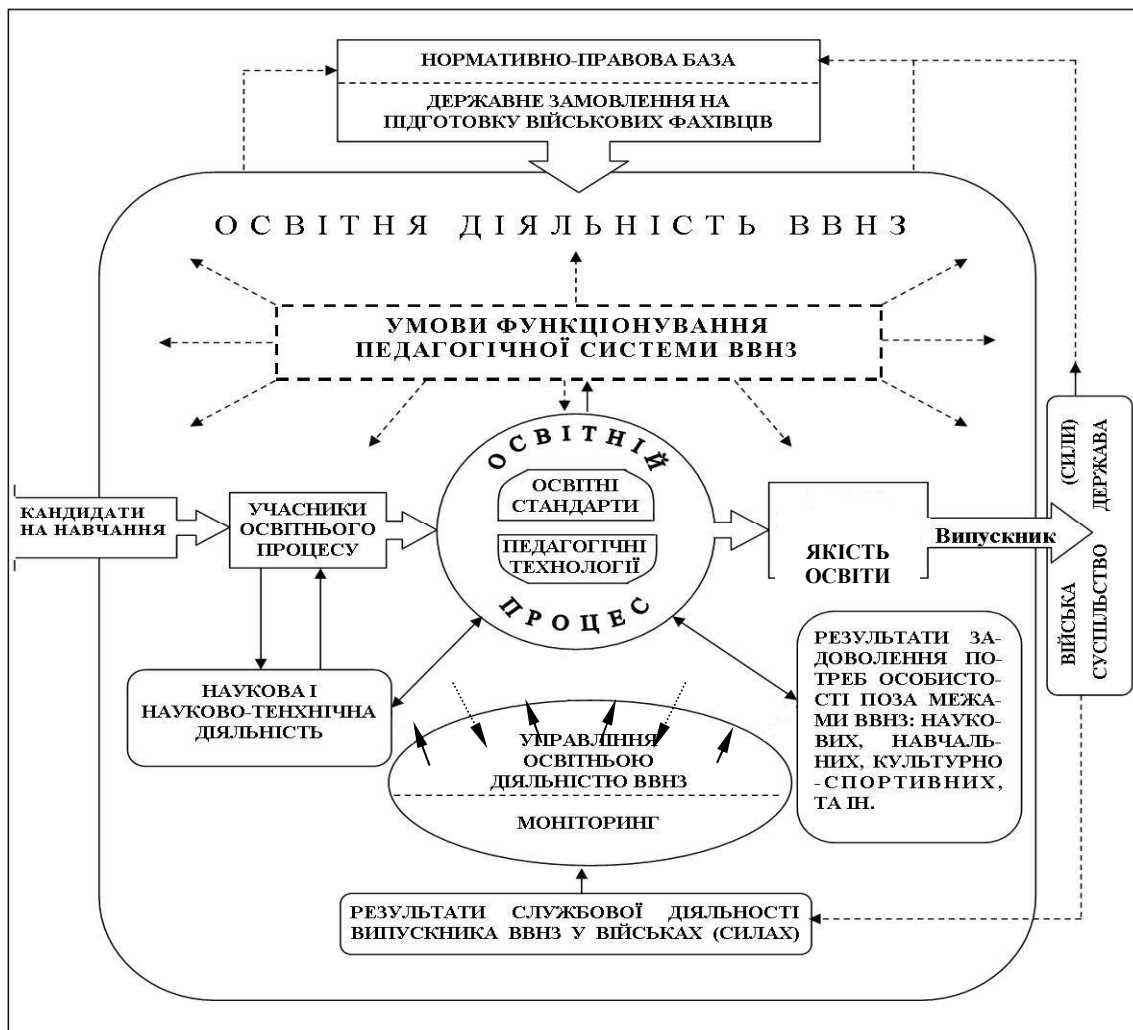 НОРМАТИВНО-ПРАВОВА БАЗА
ДЕРЖАВНЕ ЗАМОВЛЕННЯ НА
ПІДГОТОВКУ ВІЙСЬКОВИХ ФАХІВЦІВ
ОСВІТНЯ ДІЯЛЬНІСТЬ ВВНЗ
УМОВИ ФУНКЦІОНУВАННЯ
ПЕДАГОГІЧНОЇ СИСТЕМИ ВВНЗ
КАНДИДАТИ
НА НАВЧАННЯ
УЧАСНИКИ
ОСВІТНЬОГО
ПРОЦЕСУ
ОСВІТНІЙ
ОСВІТНІ
СТАНДАРТИ
ПЕДАГОГІЧНІ
ТЕХНОЛОГІЇ
ПРОЦЕС
ЯКІСТЬ
ОСВІТИ
Випускник
ВІЙСЬКА (СИЛИ)
СУСПІЛЬСТВО ДЕРЖАВА
НАУКОВА І
НАУКОВО-ТЕНХНІЧНА
ДІЯЛЬНІСТЬ
РЕЗУЛЬТАТИ ЗА-
ДОВОЛЕННЯ ПО-
ТРЕБ ОСОБИСТО-
СТІ ПОЗА МЕЖА-
МИ ВВНЗ: НАУКО-
ВИХ, НАВЧАЛЬ-
НИХ, КУЛЬТУРНО
-СПОРТИВНИХ,
ТА ІН.
УПРАВЛІННЯ
ОСВІТНЬОЮ
ДІЯЛЬНІСТЮ ВВНЗ
МОНІТОРИНГ
РЕЗУЛЬТАТИ СЛУЖБОВОЇ ДІЯЛЬНОСТІ
ВИПУСКНИКА ВВНЗ У ВІЙСЬКАХ (СИЛАХ)